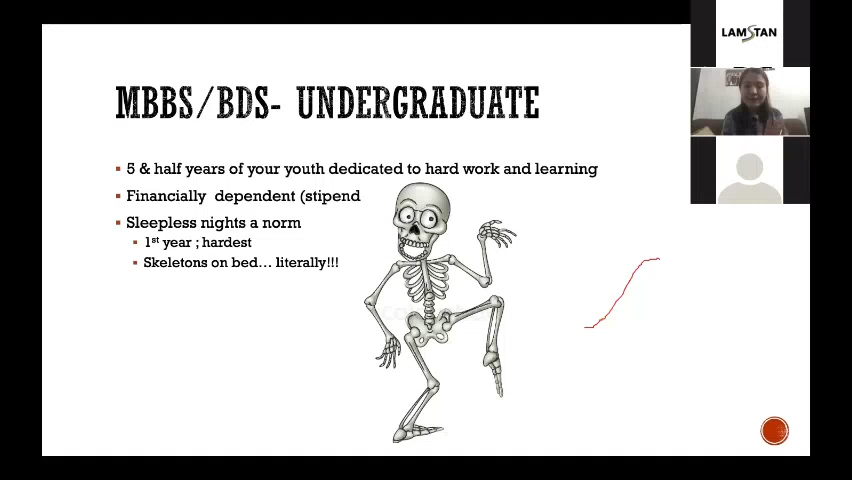 LAMSTAN
MBBS/BDS- UNDERGRADUATE
5 & half years of your youth dedicated to hard work and learning
Financially dependent (stipend
Sleepless nights a norm
1st year ; hardest
Skeletons on bed... literally!!!